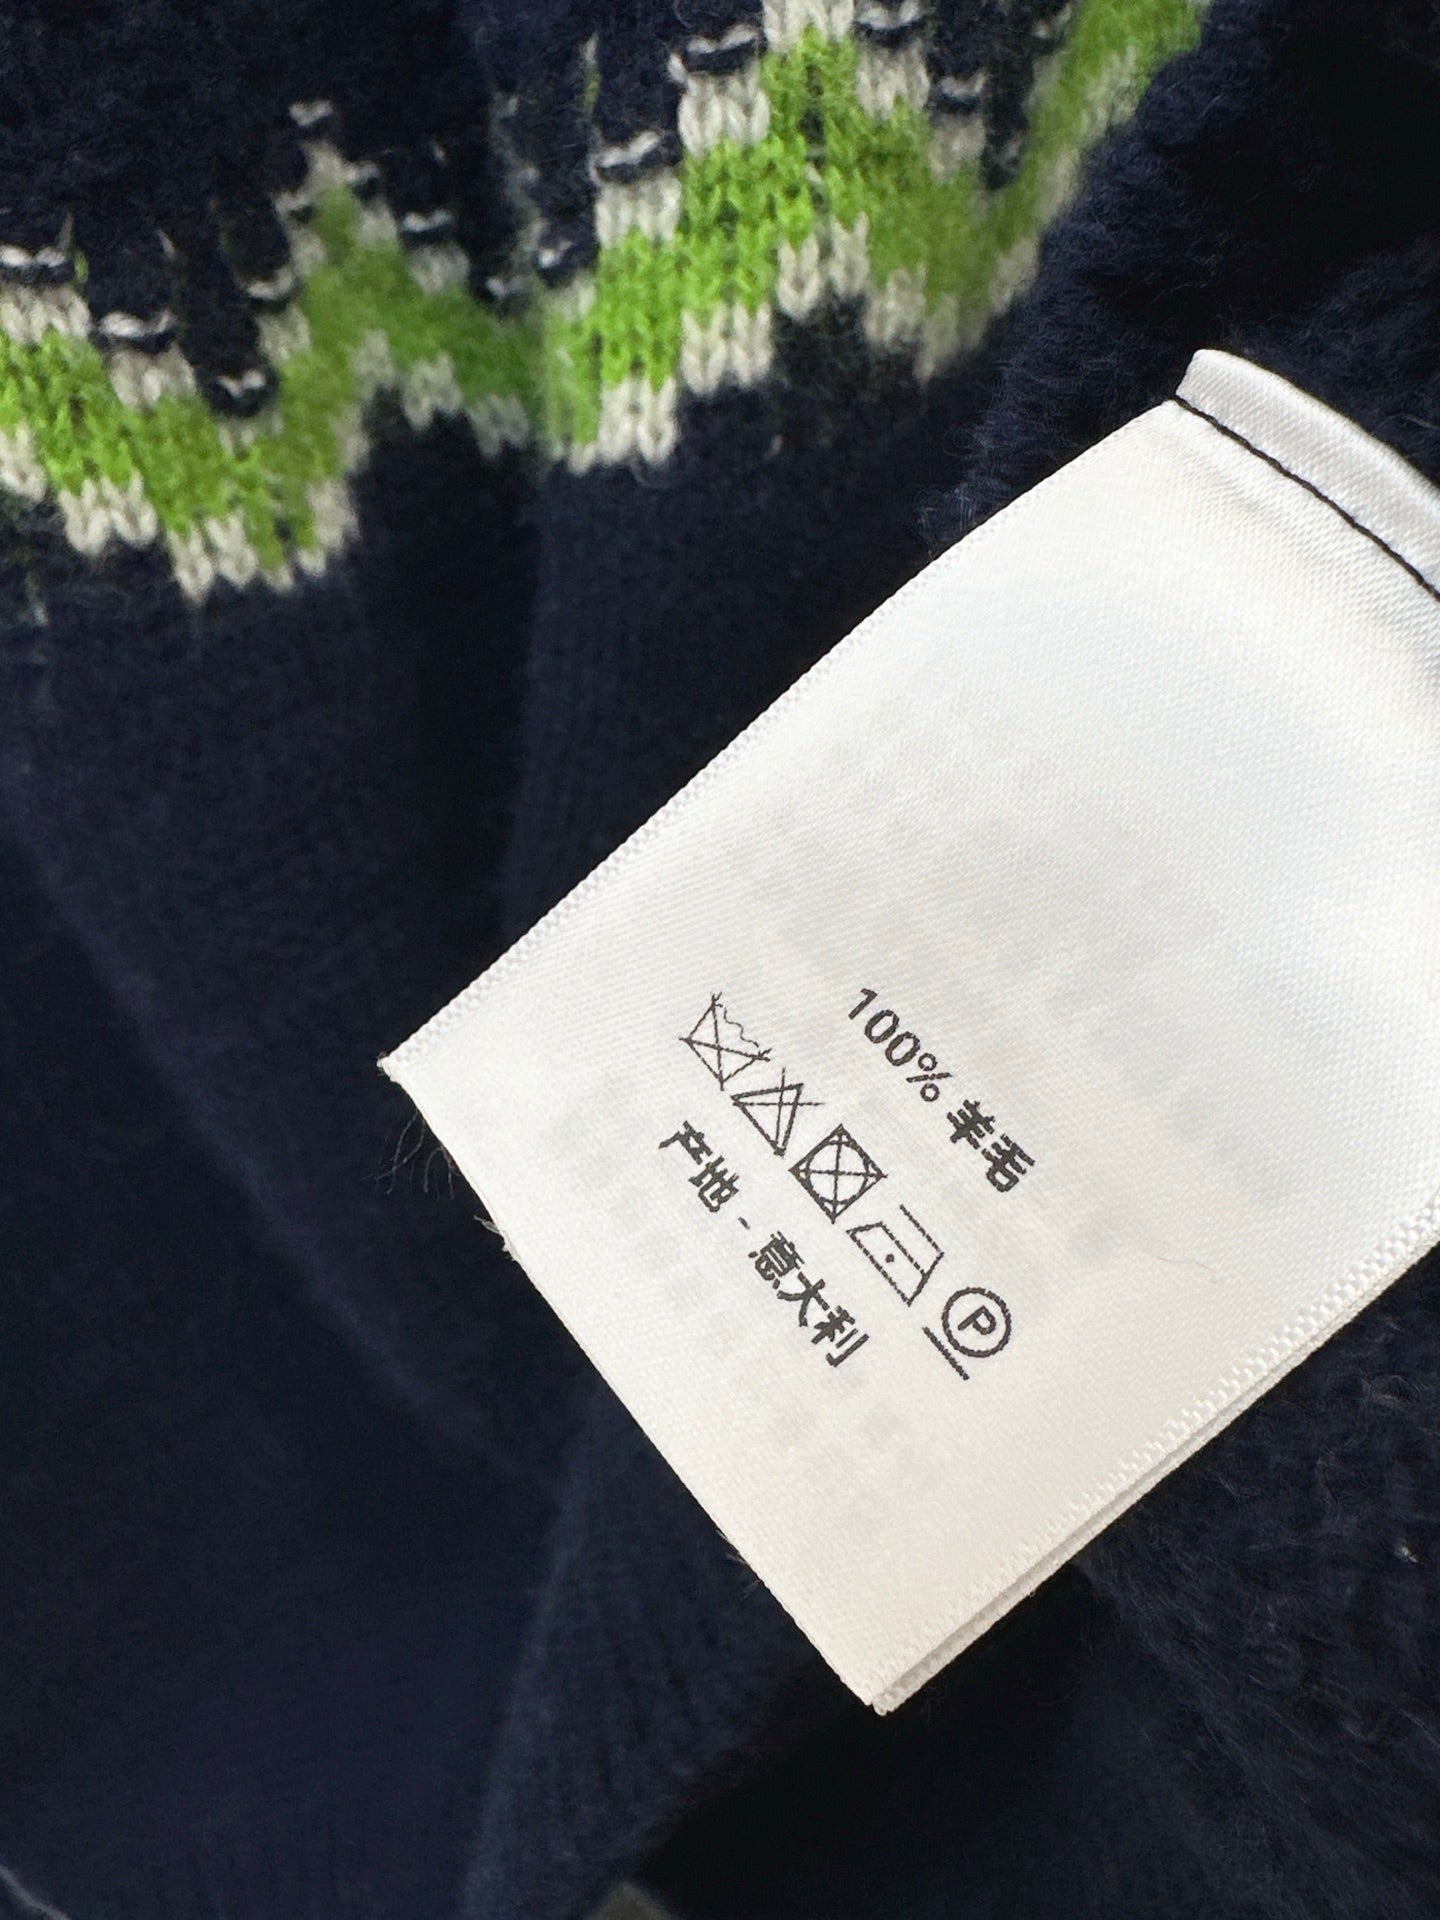 100% 羊毛
P
产地 - 意大利